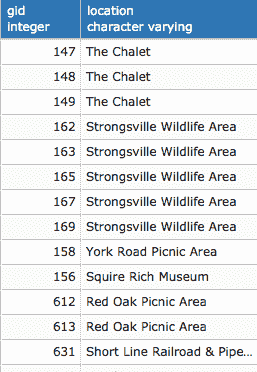 gid location
integer character varying
147 The Chalet
148 The Chalet
149 The Chalet
162 Strongsville Wildlife Area
163 Strongsville Wildlife Area
165 Strongsville Wildlife Area
167 Strongsville Wildlife Area
169 Strongsville Wildlife Area
158 York Road Picnic Area
156 Squire Rich Museum
612 Red Oak Picnic Area
613 Red Oak Picnic Area
631 Short Line Railroad & Pipe...